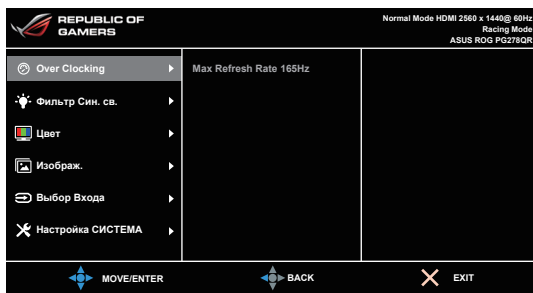 REPUBLIC OF
GAMERS
Normal Mode HDMI 2560 x 1440@ 60Hz
Racing Mode
ASUS ROG PG278QR
Over Clocking
Max Refresh Rate 165Hz
Фильтр Син. св.
Цвет
Изображ.
Выбор Входа
Настройка СИСТЕМА
MOVE/ENTER
BACK
EXIT